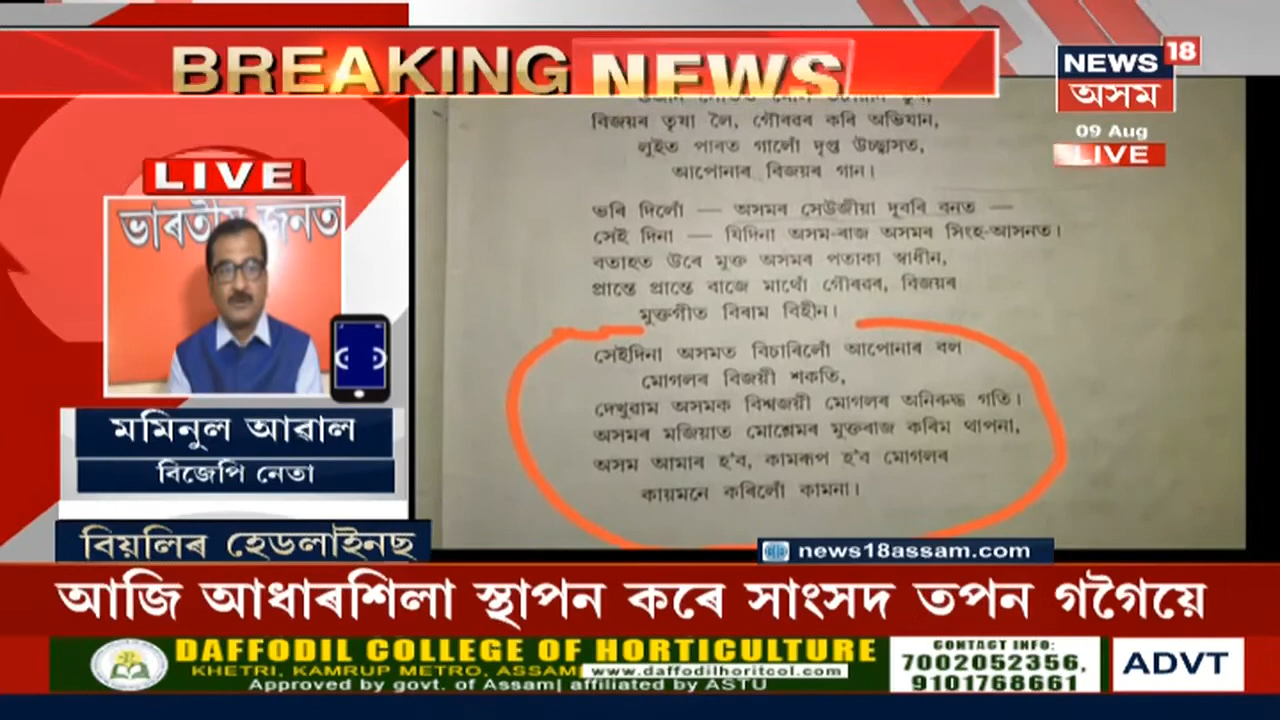 BREAKING NEWS
NEWS 18
অসম
09 Aug
LIVE
LIVE
ভাৰতীয় জনত
মমিনুল আৱাল
বিজেপি নেতা
বিজয়ৰ তৃষা লৈ, গৌৰৱৰ কৰি অভিযান,
লুইত পাৰত গালোঁ দৃপ্ত উচ্ছ্বাসত,
আপোনাৰ বিজয়ৰ গান।
ভৰি দিলোঁ — অসমৰ সেউজীয়া দূবৰি বনত —
সেই দিনা — যিদিনা অসম-ৰাজ অসমৰ সিংহ-আসনত।
বতাহত উৰে মুক্ত অসমৰ পতাকা স্বাধীন,
প্ৰান্তে প্ৰান্তে বাজে মাথোঁ গৌৰৱৰ, বিজয়ৰ
মুক্তগীত বিৰাম বিহীন।
সেইদিনা অসমত বিচাৰিলোঁ আপোনাৰ বল
মোগলৰ বিজয়ী শকতি,
দেখুৱাম অসমক বিশ্বজয়ী মোগলৰ অনিৰুদ্ধ গতি।
অসমৰ মজিয়াত মোশ্লেমৰ মুক্তৰাজ কৰিম থাপনা,
অসম আমাৰ হ'ব, কামৰূপ হ'ব মোগলৰ
কায়মনে কৰিলোঁ কামনা।
বিয়লিৰ হেডলাইনছ
news18assam.com
আজি আধাৰশিলা স্থাপন কৰে সাংসদ তপন গগৈয়ে
DAFFODIL COLLEGE OF HORTICULTURE
KHETRI, KAMRUP METRO, ASSAM www.daffodilhoritcol.com
Approved by govt. of Assam| affiliated by ASTU
CONTACT INFO:
7002052356,
9101768661
ADVT